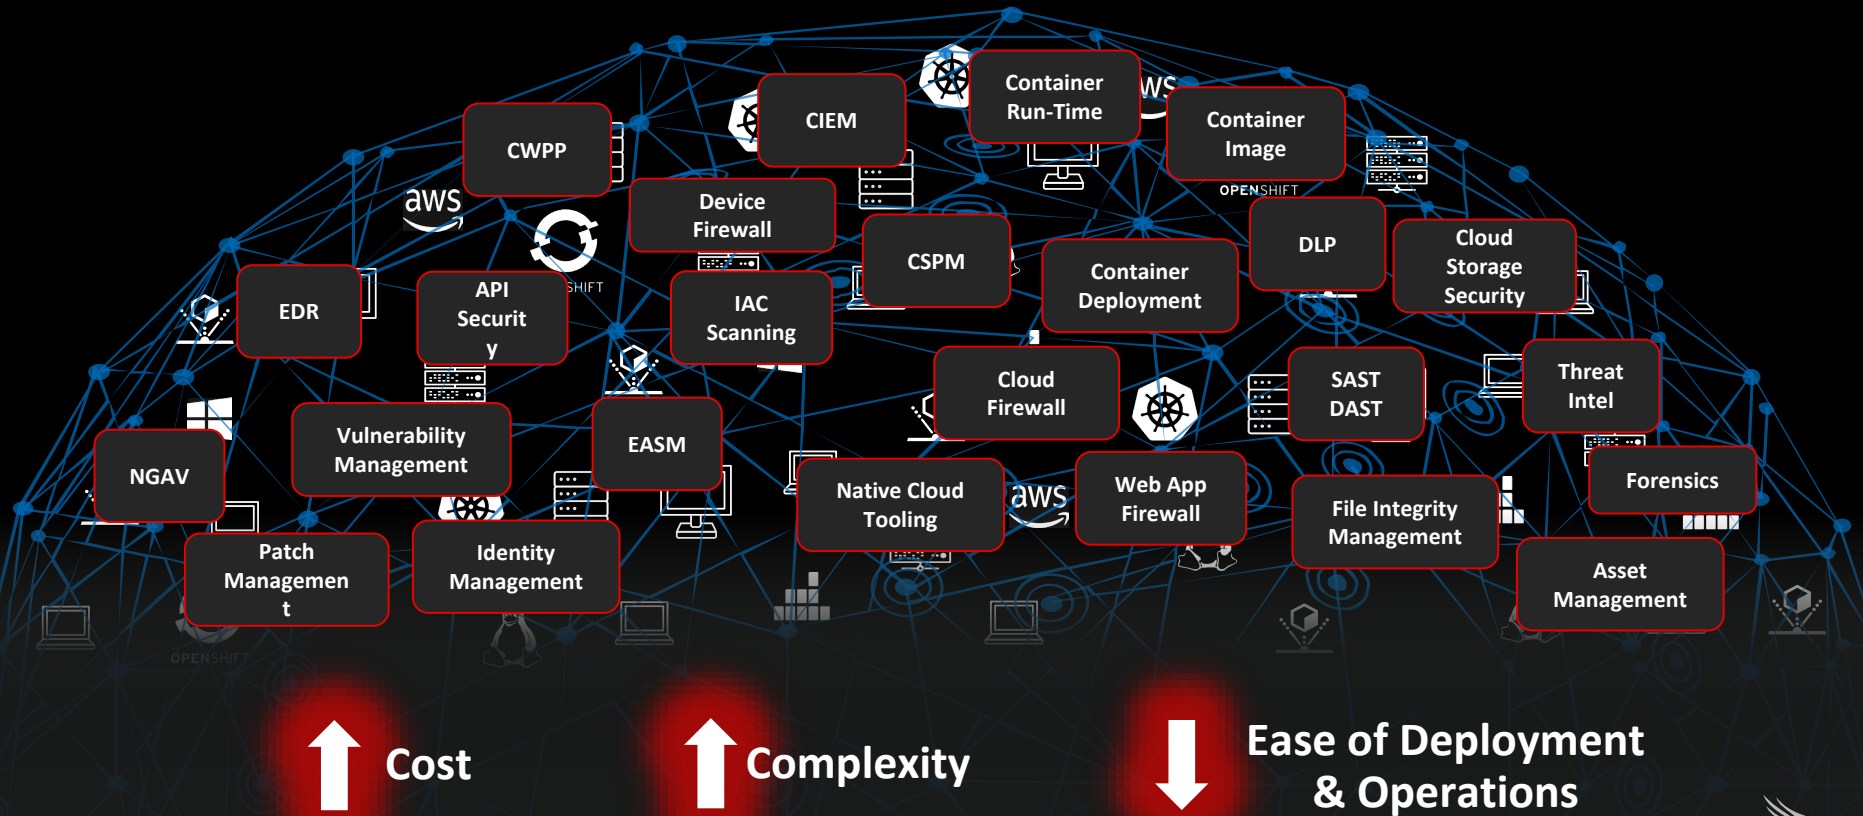 Container
Run-Time
WS
CIEM
Container
Image
CWPP
OPENSHIFT
aws
Device
Firewall
DLP
Cloud
Storage
Security
CSPM
Container
Deployment
EDR
API
Securit
y
SHIFT
IAC
Scanning
Cloud
Firewall
SAST
DAST
Threat
Intel
Vulnerability
Management
EASM
NGAV
Native Cloud
Tooling
aws
Web App
Firewall
File Integrity
Management
Forensics
Patch
Managemen
t
Identity
Management
Asset
Management
OPENSHIFT
Cost
Complexity
Ease of Deployment
& Operations